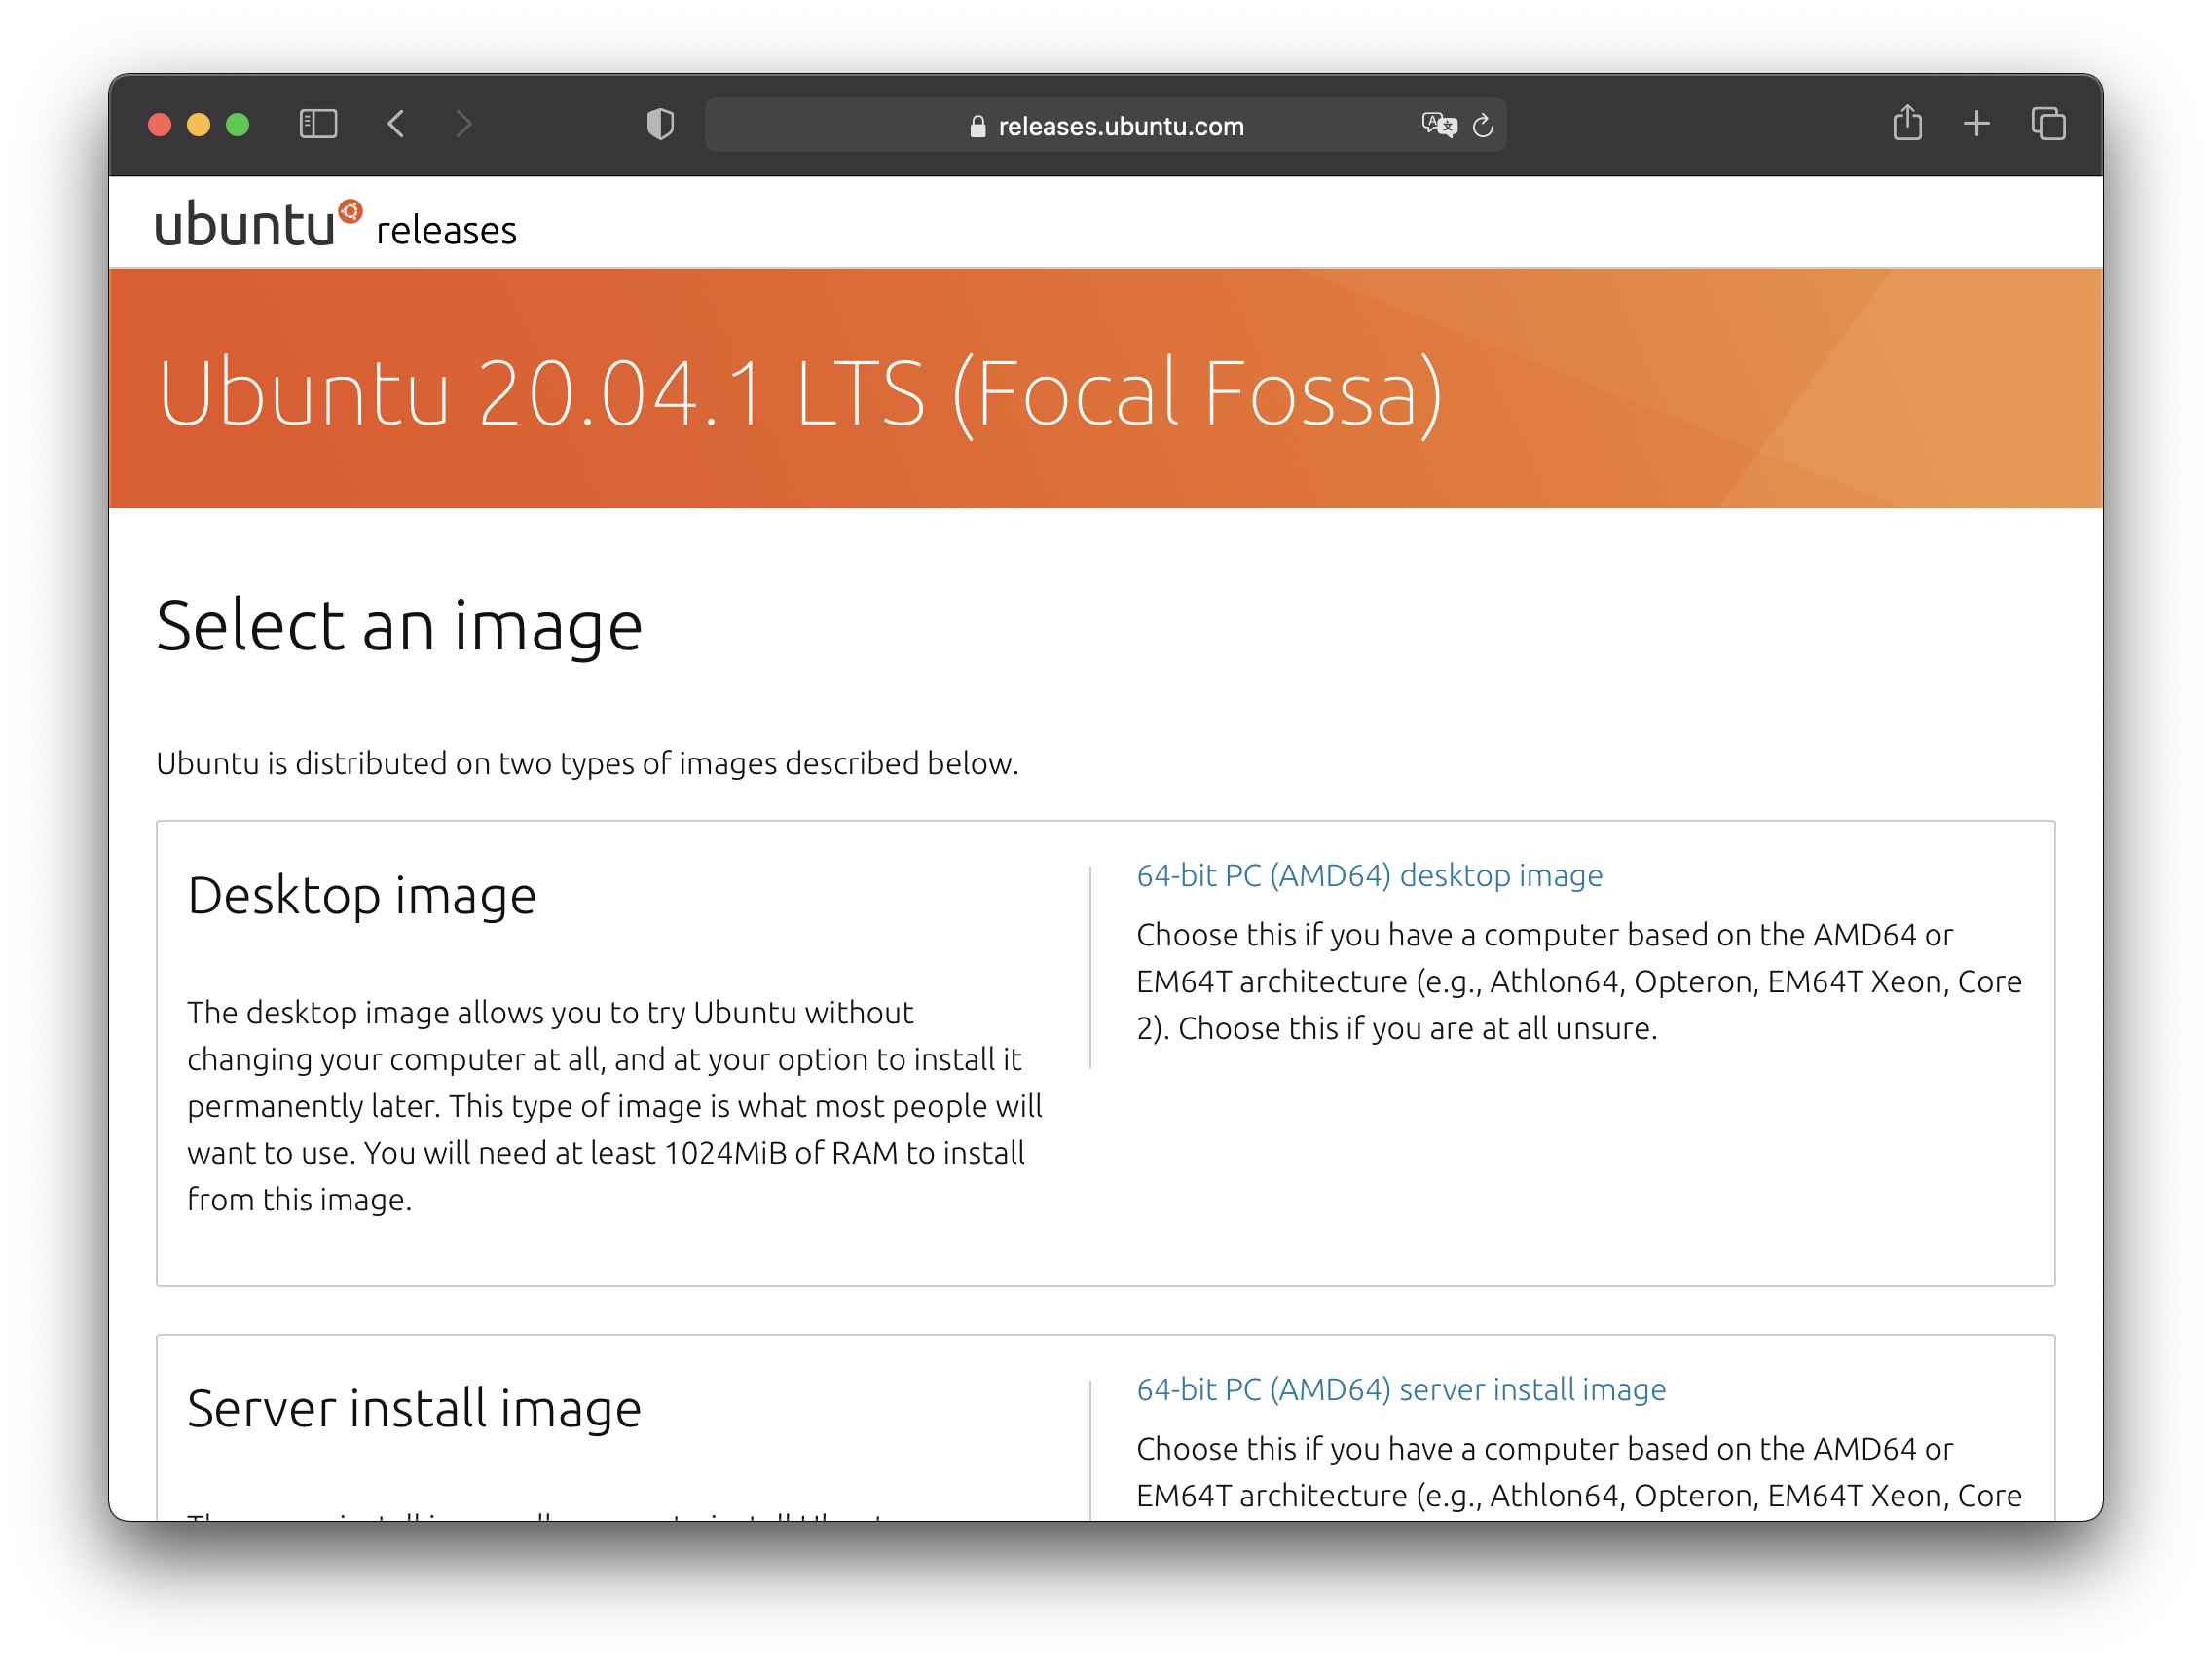 releases.ubuntu.com
ubuntu releases
Ubuntu 20.04.1 LTS (Focal Fossa)
Select an image
Ubuntu is distributed on two types of images described below.
Desktop image
The desktop image allows you to try Ubuntu without
changing your computer at all, and at your option to install it
permanently later. This type of image is what most people will
want to use. You will need at least 1024MiB of RAM to install
from this image.
64-bit PC (AMD64) desktop image
Choose this if you have a computer based on the AMD64 or
EM64T architecture (e.g., Athlon64, Opteron, EM64T Xeon, Core
2). Choose this if you are at all unsure.
Server install image
64-bit PC (AMD64) server install image
Choose this if you have a computer based on the AMD64 or
EM64T architecture (e.g., Athlon64, Opteron, EM64T Xeon, Core